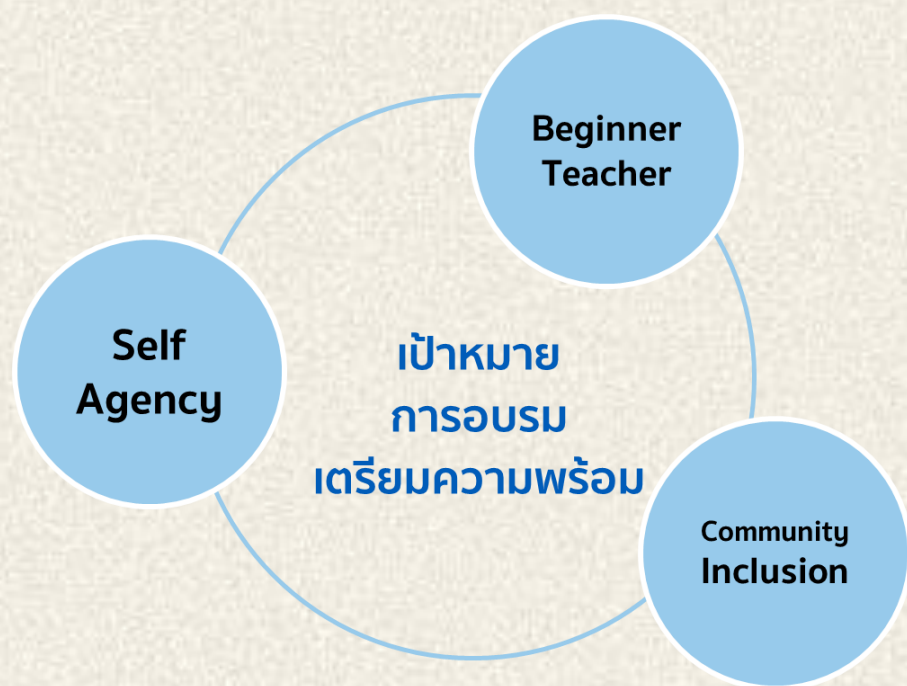 Beginner
Teacher
Self
Agency
เป้าหมาย
การอบรม
เตรียมความพร้อม
Community
Inclusion